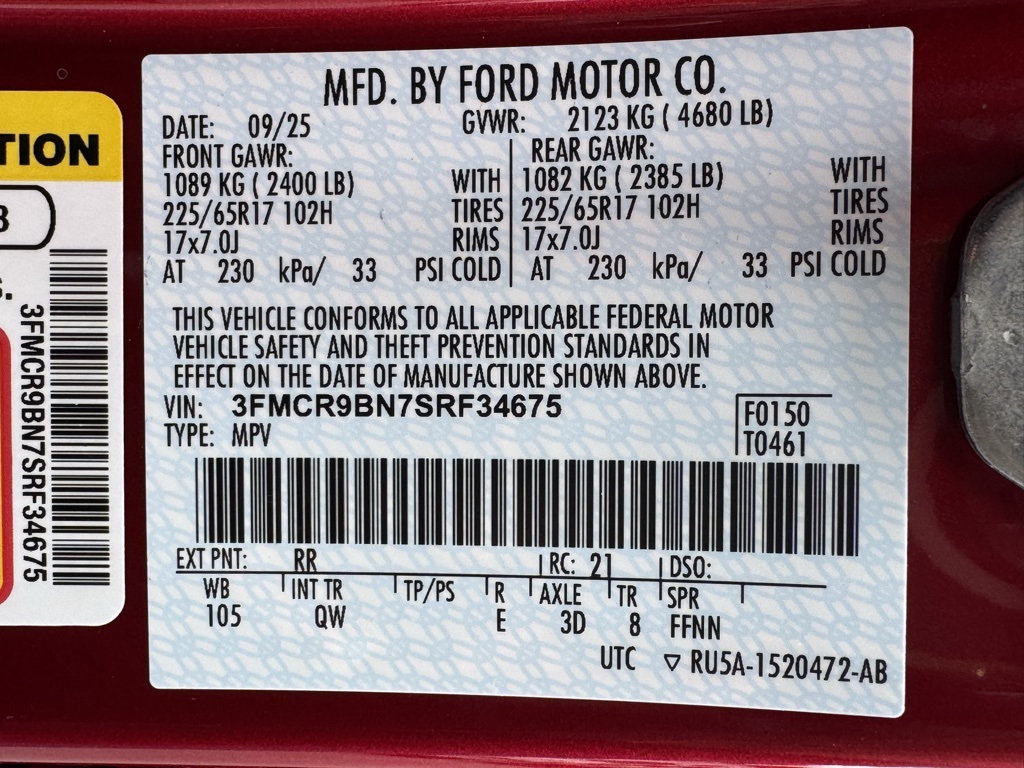 MFD. BY FORD MOTOR CO.
DATE: 09/25 GVWR: 2123 KG ( 4680 LB)
FRONT GAWR: REAR GAWR:
1089 KG ( 2400 LB) WITH 1082 KG ( 2385 LB) WITH
225/65R17 102H TIRES 225/65R17 102H TIRES
17x7.0J RIMS 17x7.0J RIMS
AT 230 kPa/ 33 PSI COLD AT 230 kPa/ 33 PSI COLD
THIS VEHICLE CONFORMS TO ALL APPLICABLE FEDERAL MOTOR
VEHICLE SAFETY AND THEFT PREVENTION STANDARDS IN
EFFECT ON THE DATE OF MANUFACTURE SHOWN ABOVE.
VIN: 3FMCR9BN7SRF34675 F0150
TYPE: MPV T0461
EXT PNT: RR RC: 21 DSO:
WB INT TR TP/PS R AXLE TR SPR
105 QW E 3D 8 FFNN
UTC ▽ RU5A-1520472-AB
TION
3FMCR9BN7SRF34675